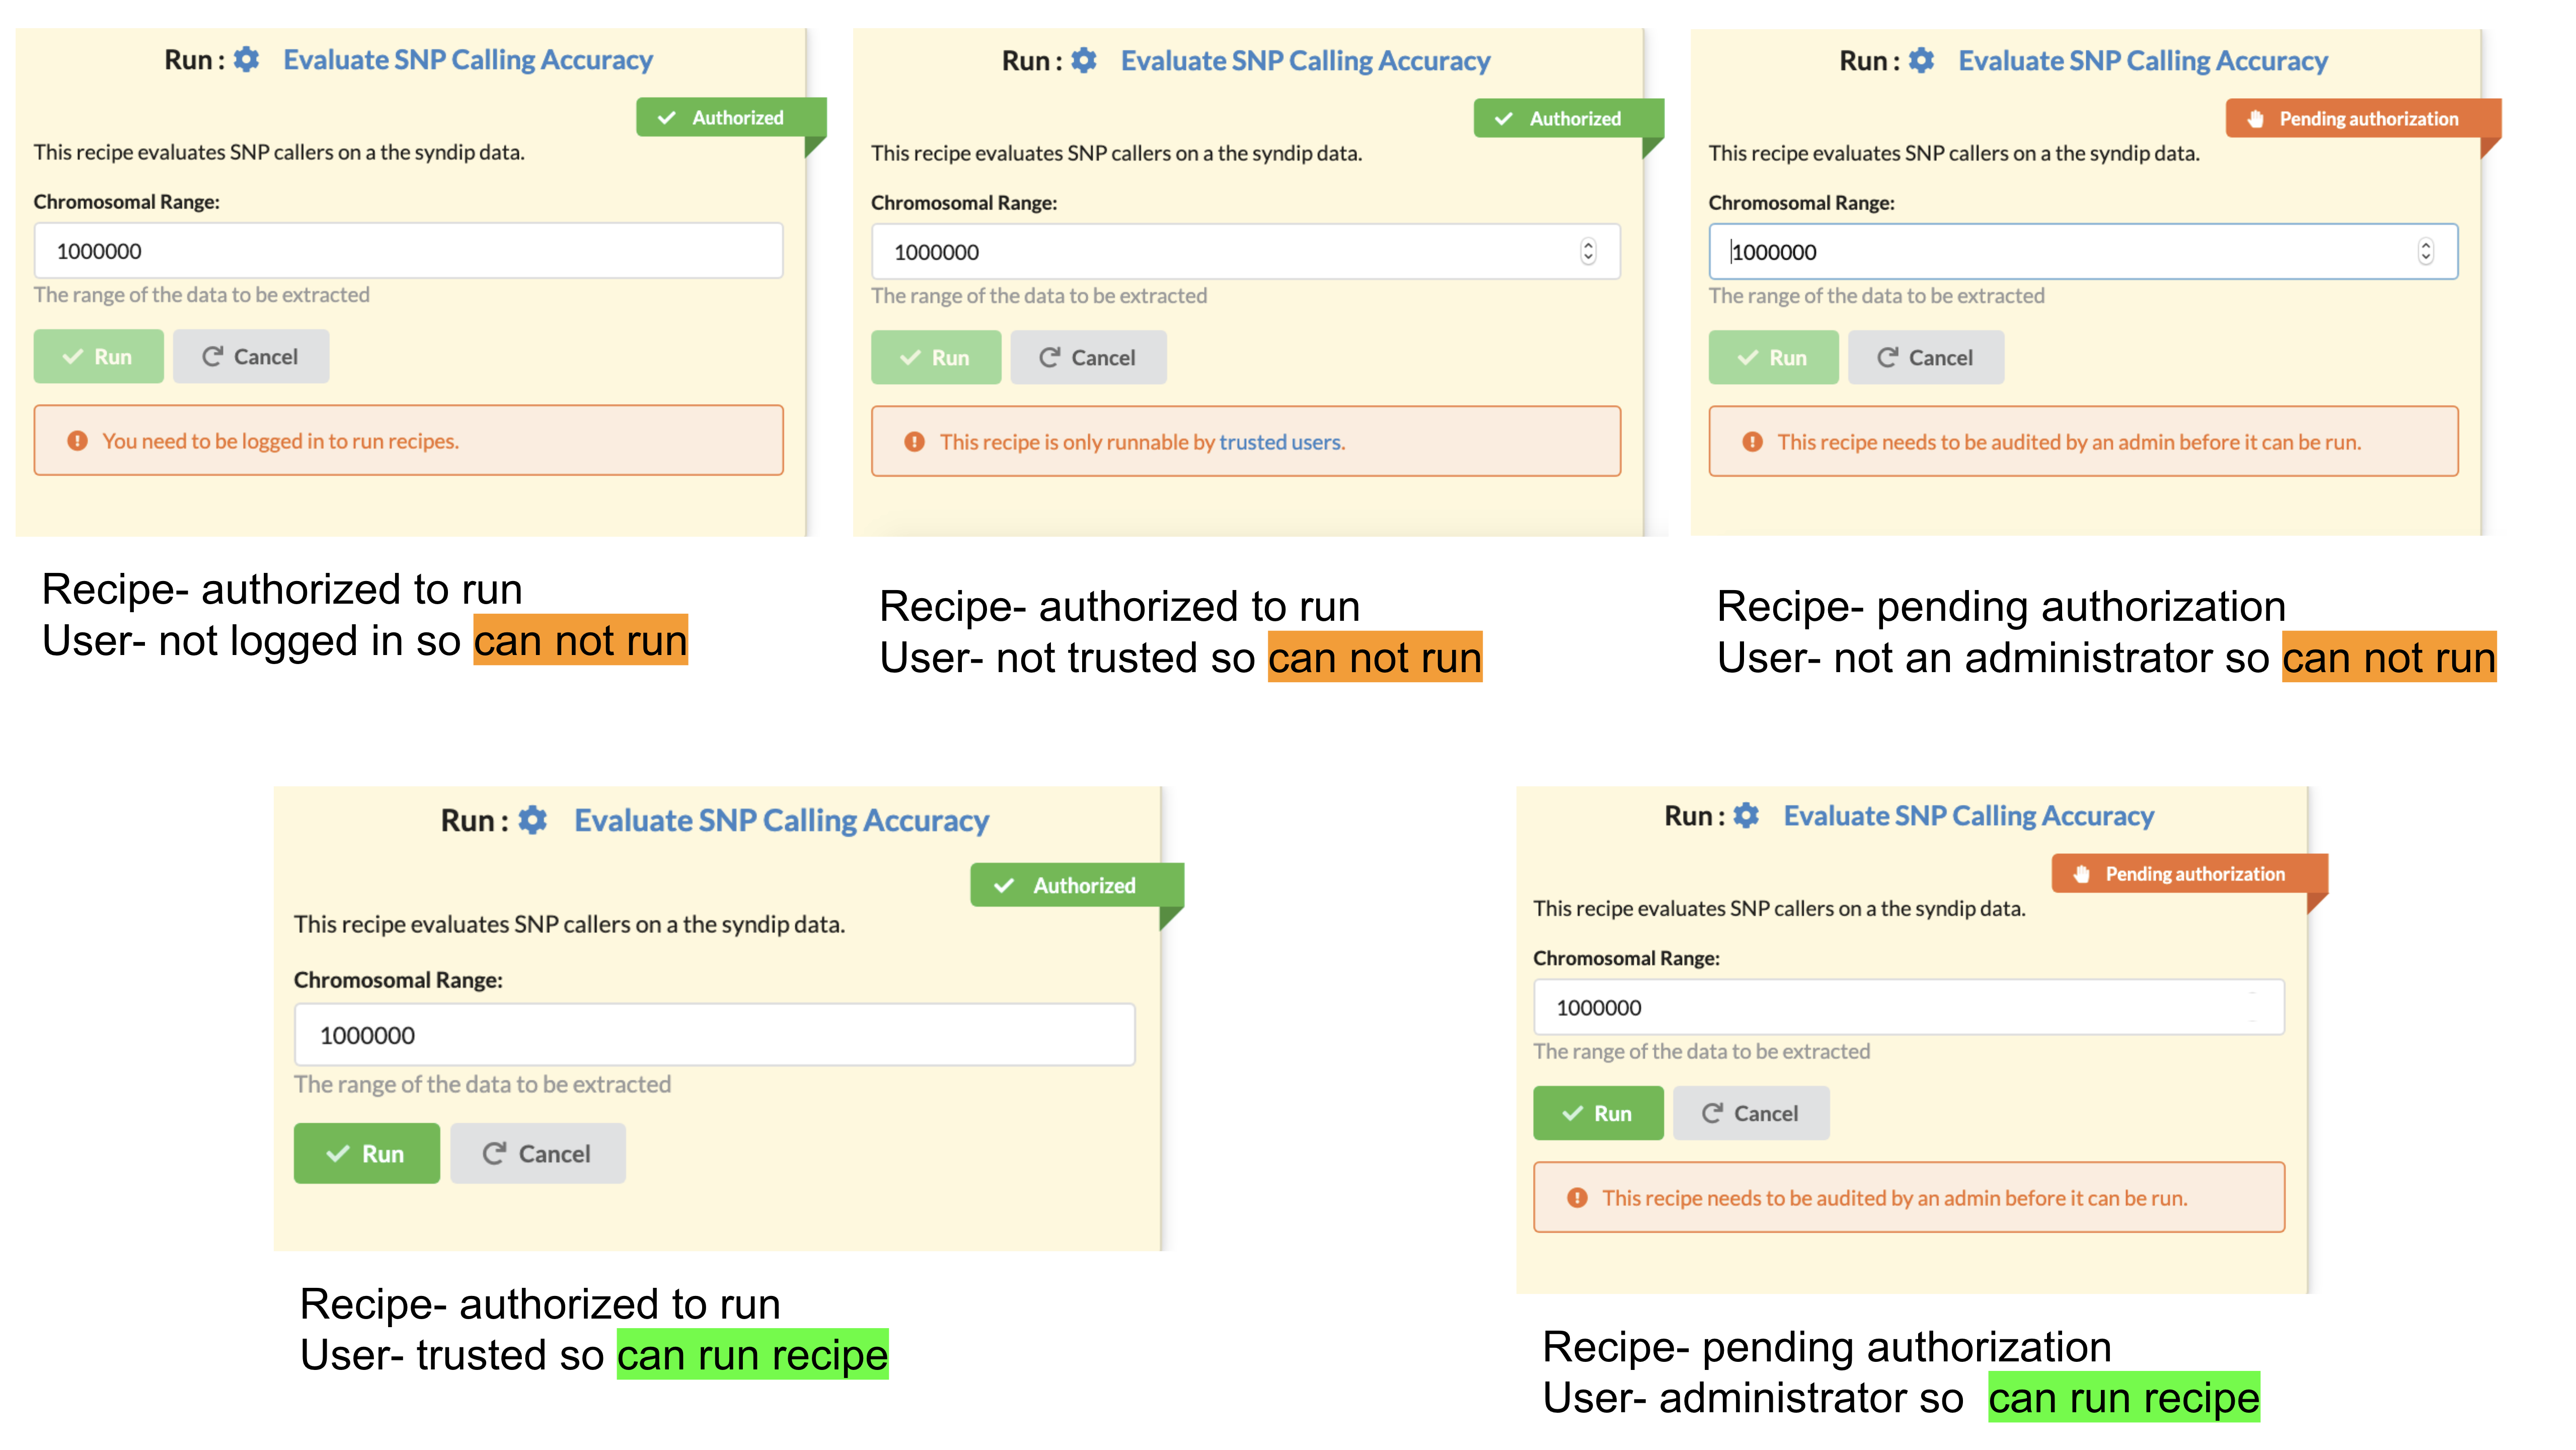 Run : Evaluate SNP Calling Accuracy
Authorized
This recipe evaluates SNP callers on a the syndip data.
Chromosomal Range:
1000000
The range of the data to be extracted
Run Cancel
You need to be logged in to run recipes.
Recipe- authorized to run
User- not logged in so can not run
Run : Evaluate SNP Calling Accuracy
Authorized
This recipe evaluates SNP callers on a the syndip data.
Chromosomal Range:
1000000
The range of the data to be extracted
Run Cancel
This recipe is only runnable by trusted users.
Recipe- authorized to run
User- not trusted so can not run
Run : Evaluate SNP Calling Accuracy
Pending authorization
This recipe evaluates SNP callers on a the syndip data.
Chromosomal Range:
1000000
The range of the data to be extracted
Run Cancel
This recipe needs to be audited by an admin before it can be run.
Recipe- pending authorization
User- not an administrator so can not run
Run : Evaluate SNP Calling Accuracy
Authorized
This recipe evaluates SNP callers on a the syndip data.
Chromosomal Range:
1000000
The range of the data to be extracted
Run Cancel
Recipe- authorized to run
User- trusted so can run recipe
Run : Evaluate SNP Calling Accuracy
Pending authorization
This recipe evaluates SNP callers on a the syndip data.
Chromosomal Range:
1000000
The range of the data to be extracted
Run Cancel
This recipe needs to be audited by an admin before it can be run.
Recipe- pending authorization
User- administrator so can run recipe